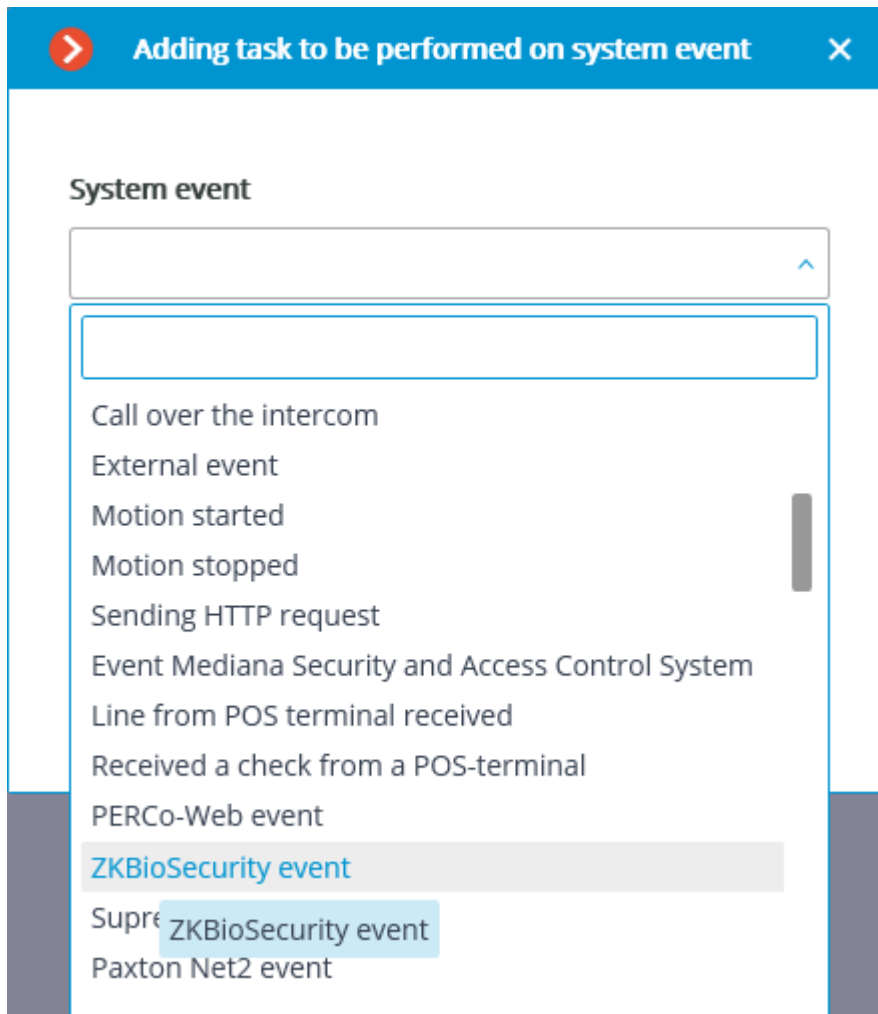 Adding task to be performed on system event
System event
Call over the intercom
External event
Motion started
Motion stopped
Sending HTTP request
Event Mediana Security and Access Control System
Line from POS terminal received
Received a check from a POS-terminal
PERCo-Web event
ZKBioSecurity event
ZKBioSecurity event
Paxton Net2 event